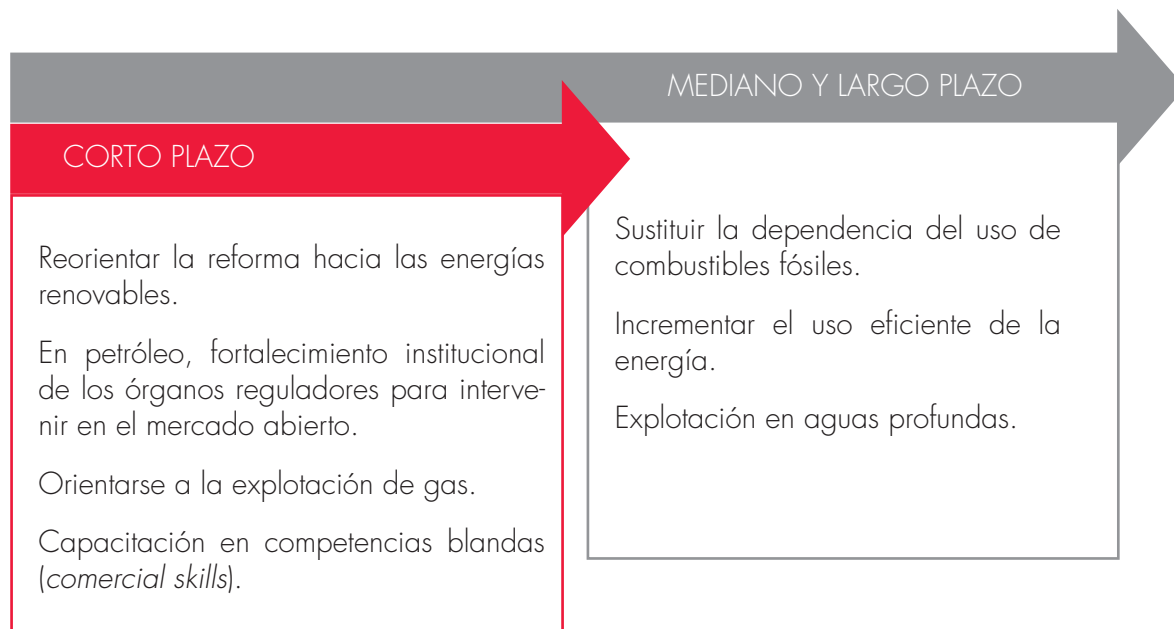 MEDIANO Y LARGO PLAZO
CORTO PLAZO
Reorientar la reforma hacia las energías
renovables.
En petróleo, fortalecimiento institucional
de los órganos reguladores para interve-
nir en el mercado abierto.
Orientarse a la explotación de gas.
Capacitación en competencias blandas
(comercial skills).
Sustituir la dependencia del uso de
combustibles fósiles.
Incrementar el uso eficiente de la
energía.
Explotación en aguas profundas.